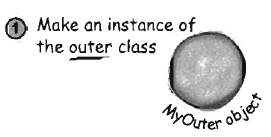 1 Make an instance of
the outer class
MyOuter object